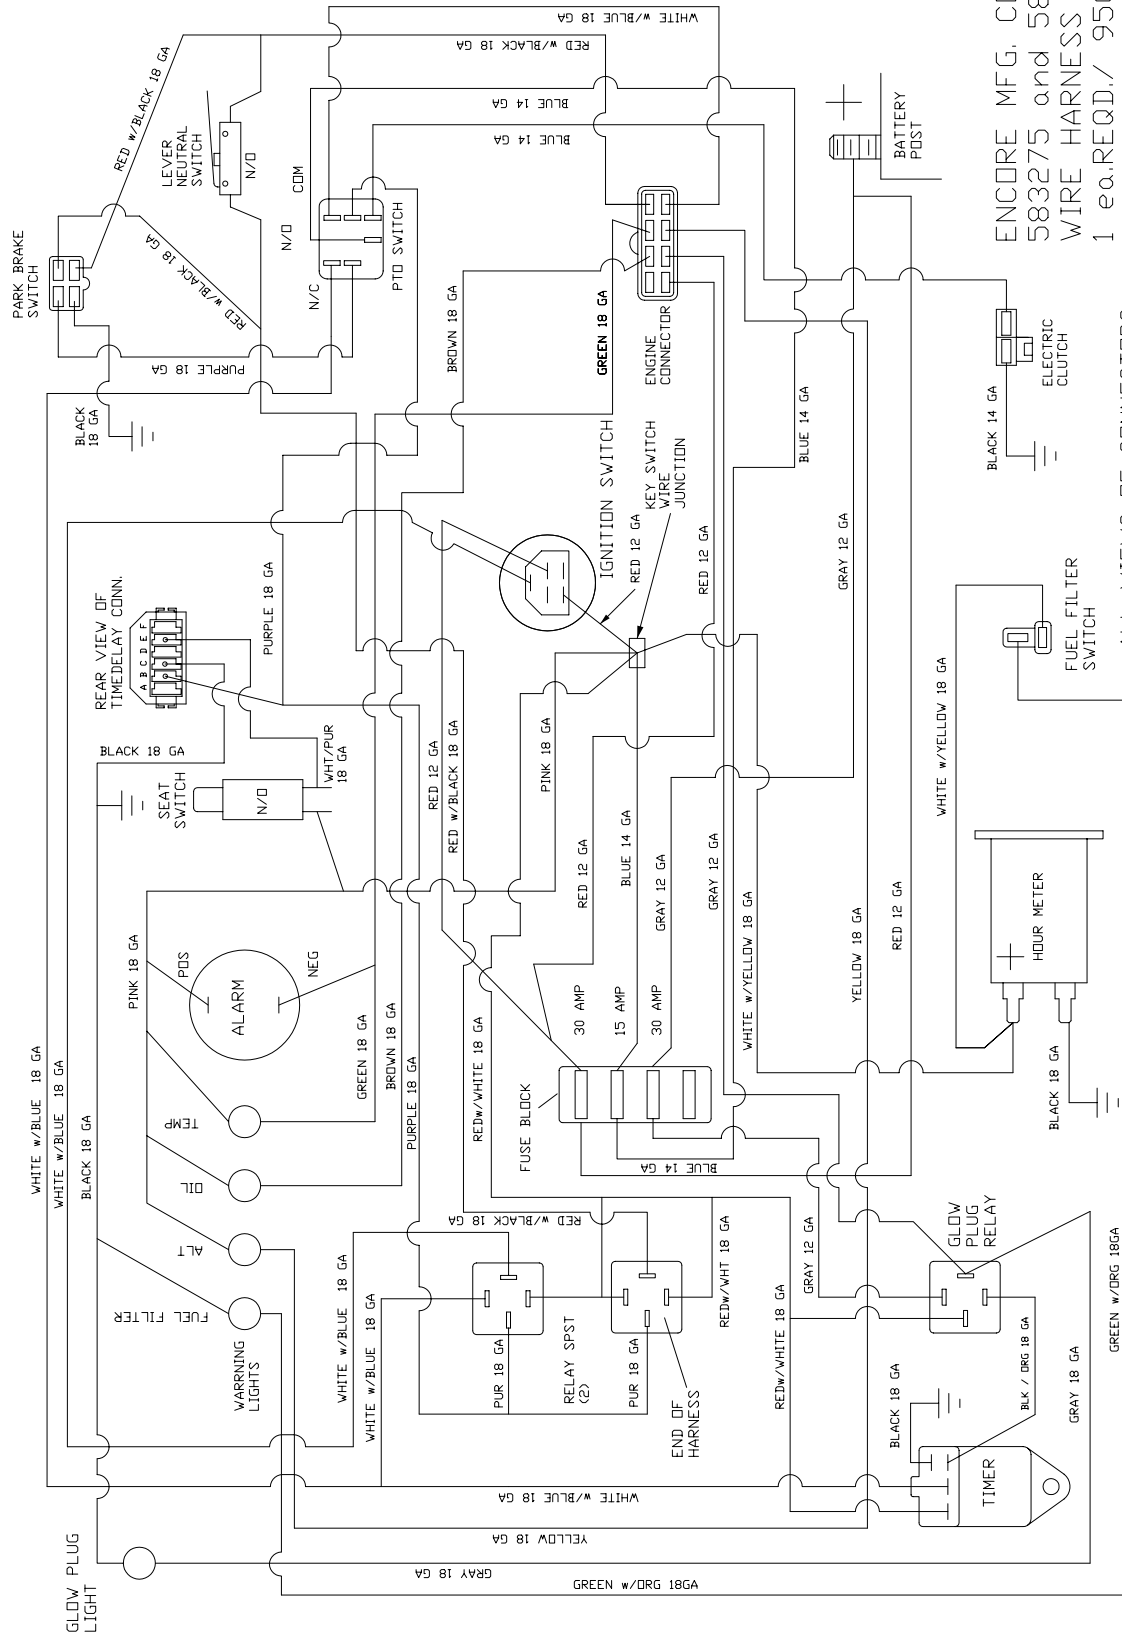 PARK BRAKE
SWITCH
RED w/BLACK 18 GA
LEVER
NEUTRAL
SWITCH
N/O
WHITE w/BLUE 18 GA
RED w/BLACK 18 GA
BLUE 14 GA
BLUE 14 GA
COM
N/O
N/C
PTO SWITCH
RED w/BLACK 18 GA
PURPLE 18 GA
BLACK
18 GA
BROWN 18 GA
GREEN 18 GA
ENGINE
CONNECTOR
BATTERY
POST
ENCORE MFG. 
583275 and
WIRE HARNESS
1 ea.REQD./
ELECTRIC
CLUTCH
BLACK 14 GA
BLUE 14 GA
GRAY 12 GA
IGNITION SWITCH
KEY SWITCH
WIRE
JUNCTION
RED 12 GA
RED 12 GA
REAR VIEW OF
TIMEDELAY CONN.
A B C D E F
PURPLE 18 GA
BLACK 18 GA
SEAT
SWITCH
N/O
WHT/PUR
18 GA
RED 12 GA
RED w/BLACK 18 GA
PINK 18 GA
RED 12 GA
BLUE 14 GA
GRAY 12 GA
GRAY 12 GA
WHITE w/YELLOW 18 GA
FUEL FILTER
SWITCH
WHITE w/YELLOW 18 GA
HOUR METER
YELLOW 18 GA
RED 12 GA
PINK 18 GA
POS
NEG
ALARM
30 AMP
15 AMP
30 AMP
FUSE BLOCK
WHITE w/BLUE 18 GA
WHITE w/BLUE 18 GA
BLACK 18 GA
TEMP
OIL
ALT
FUEL FILTER
WARRNING
LIGHTS
GREEN 18 GA
BROWN 18 GA
PURPLE 18 GA
REDw/WHITE 18 GA
BLUE 14 GA
BLACK 18 GA
RED w/BLACK 18 GA
WHITE w/BLUE 18 GA
WHITE w/BLUE 18 GA
PUR 18 GA
RELAY SPST
(2)
PUR 18 GA
END OF
HARNESS
REDw/WHT 18 GA
REDw/WHITE 18 GA
GRAY 12 GA
GLOW
PLUG
RELAY
BLACK 18 GA
BLK / ORG 18 GA
GRAY 18 GA
GREEN w/ORG 18GA
TIMER
WHITE w/BLUE 18 GA
YELLOW 18 GA
GRAY 18 GA
GREEN w/ORG 18GA
GLOW PLUG
LIGHT